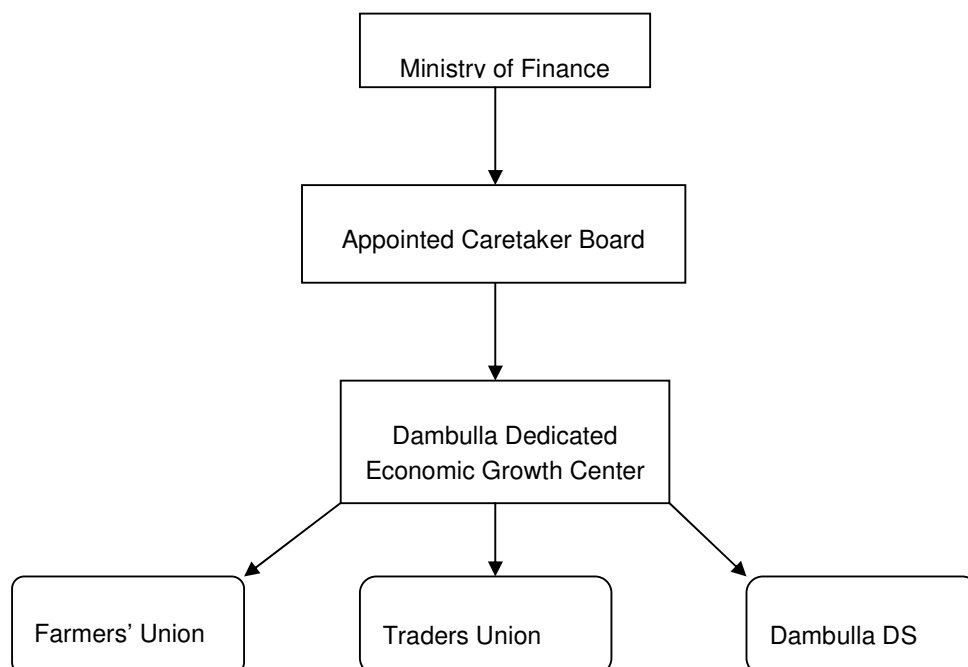 Ministry of Finance
Appointed Caretaker Board
Dambulla Dedicated
Economic Growth Center
Farmers’ Union
Traders Union
Dambulla DS